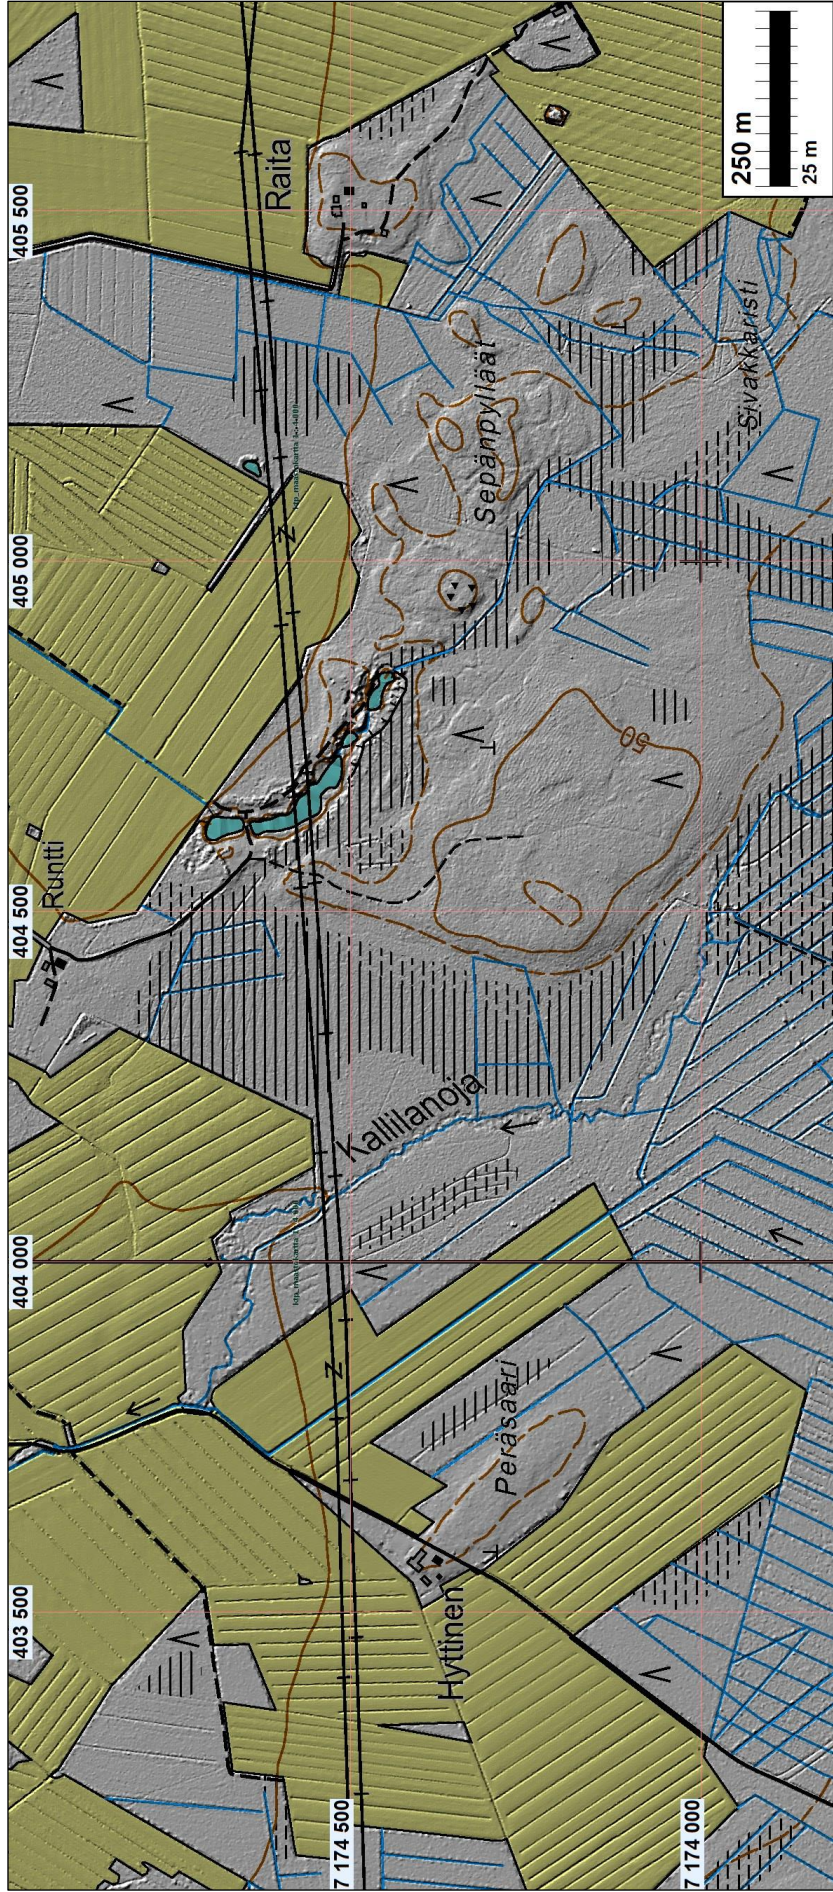 250 m
25 m
405 500
Raita
Sepänpylläät
Sivakkaristi
405 000
Z
Runtti
50
404 500
Kallilanoja
404 000
Z
Peräsaari
Hyttinen
403 500
7 174 500
7 174 000